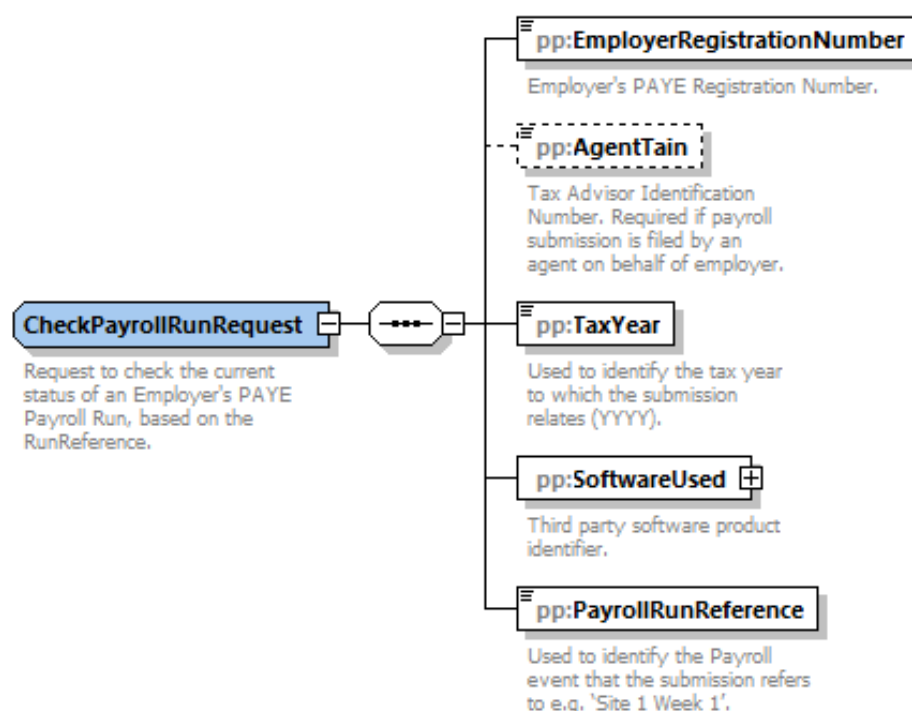 pp:EmployerRegistrationNumber
Employer's PAYE Registration Number.
pp:AgentTain
Tax Advisor Identification
Number. Required if payroll
submission is filed by an
agent on behalf of employer.
CheckPayrollRunRequest
Request to check the current
status of an Employer's PAYE
Payroll Run, based on the
RunReference.
pp:TaxYear
Used to identify the tax year
to which the submission
relates (YYYY).
pp:SoftwareUsed
Third party software product
identifier.
pp:PayrollRunReference
Used to identify the Payroll
event that the submission refers
to e.g. ‘Site 1 Week 1’.